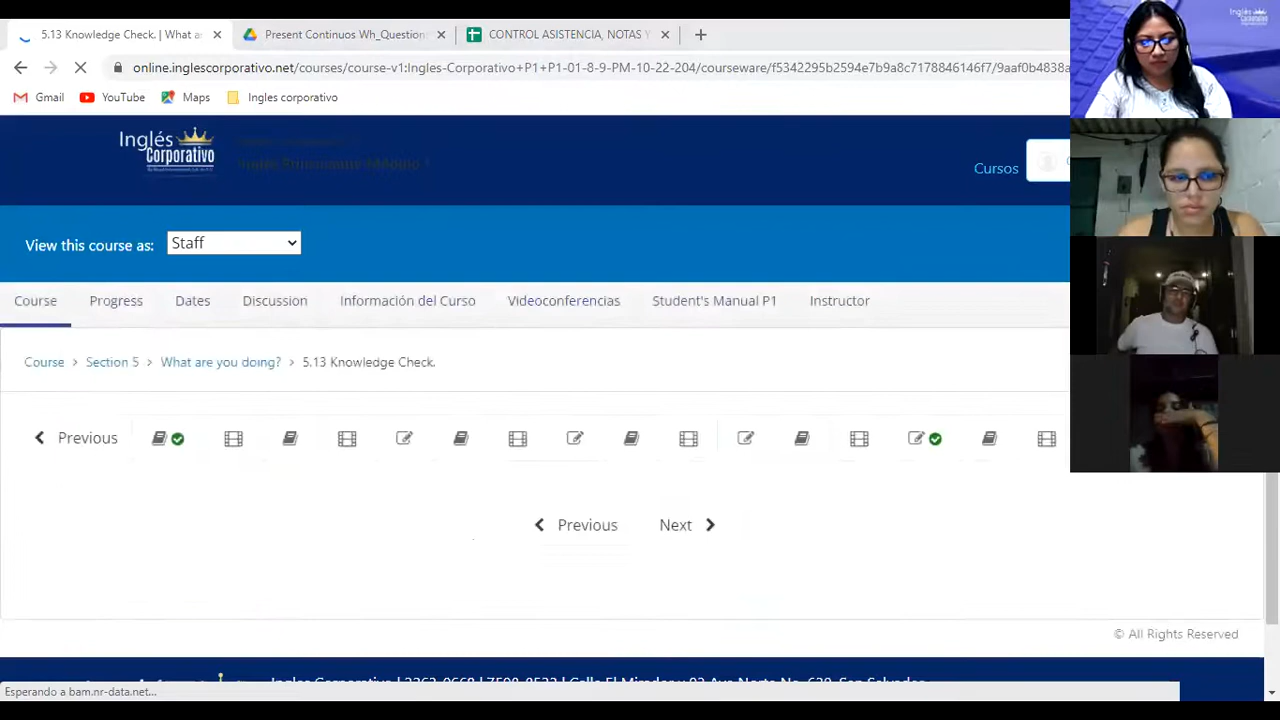 5.13 Knowledge Check. | What a
Present Continuos Wh_Question
CONTROL ASISTENCIA, NOTAS Y
online.inglescorporativo.net/courses/course-v1:Ingles-Corporativo+P1+P1-01-8-9-PM-10-22-204/courseware/f5342295b2594e7b9a8c7178846146f7/9aaf0b4838a
Gmail
YouTube
Maps
Ingles corporativo
Inglés
Corporativo
Cursos
View this course as:
Staff
Course
Progress
Dates
Discussion
Información del Curso
Videoconferencias
Student's Manual P1
Instructor
Course > Section 5 > What are you doing? > 5.13 Knowledge Check.
Previous
Previous
Next
© All Rights Reserved
Esperando a bam.nr-data.net...
Inglés
Corporativo